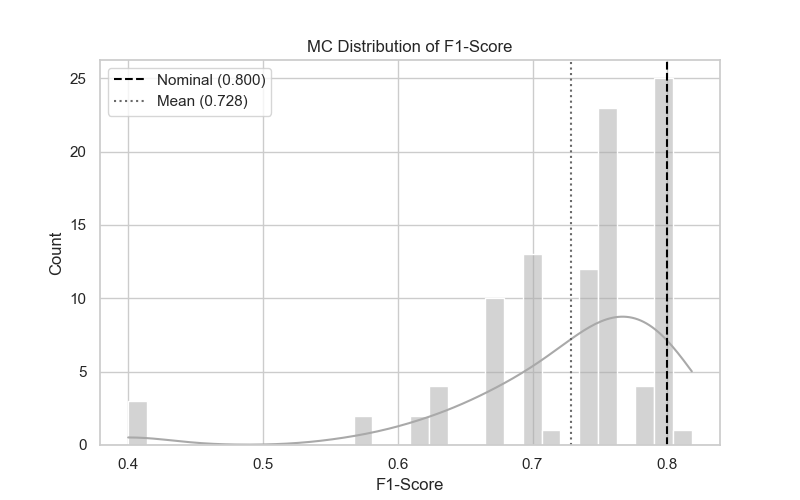 MC Distribution of F1-Score
Nominal (0.800)
Mean (0.728)
25
20
15
10
5
0
Count
0.4 0.5 0.6 0.7 0.8
F1-Score